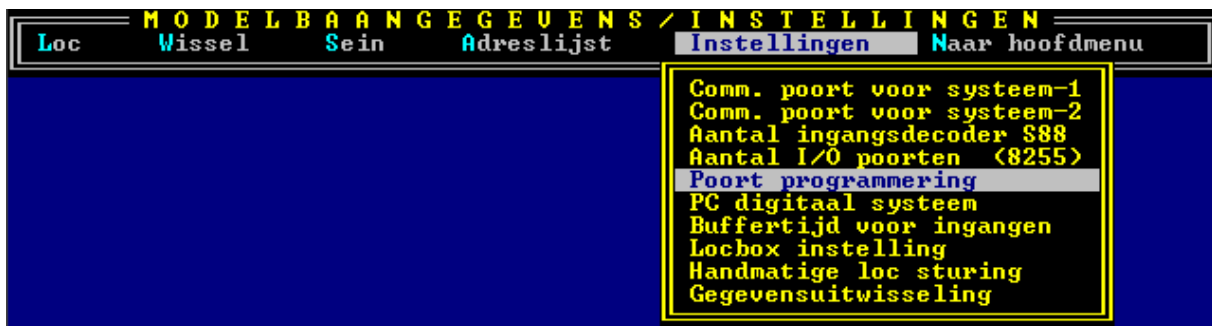 MODELBAANGEGEVENS/INSTELLINGEN
Loc Wissel Sein Adreslijst Instellingen Naar hoofdmenu
Comm. poort voor systeem-1
Comm. poort voor systeem-2
Aantal ingangsdecoder S88
Aantal I/O poorten (8255)
Poort programmering
PC digitaal systeem
Buffertijd voor ingangen
Locbox instelling
Handmatige loc sturing
Gegevensuitwisseling